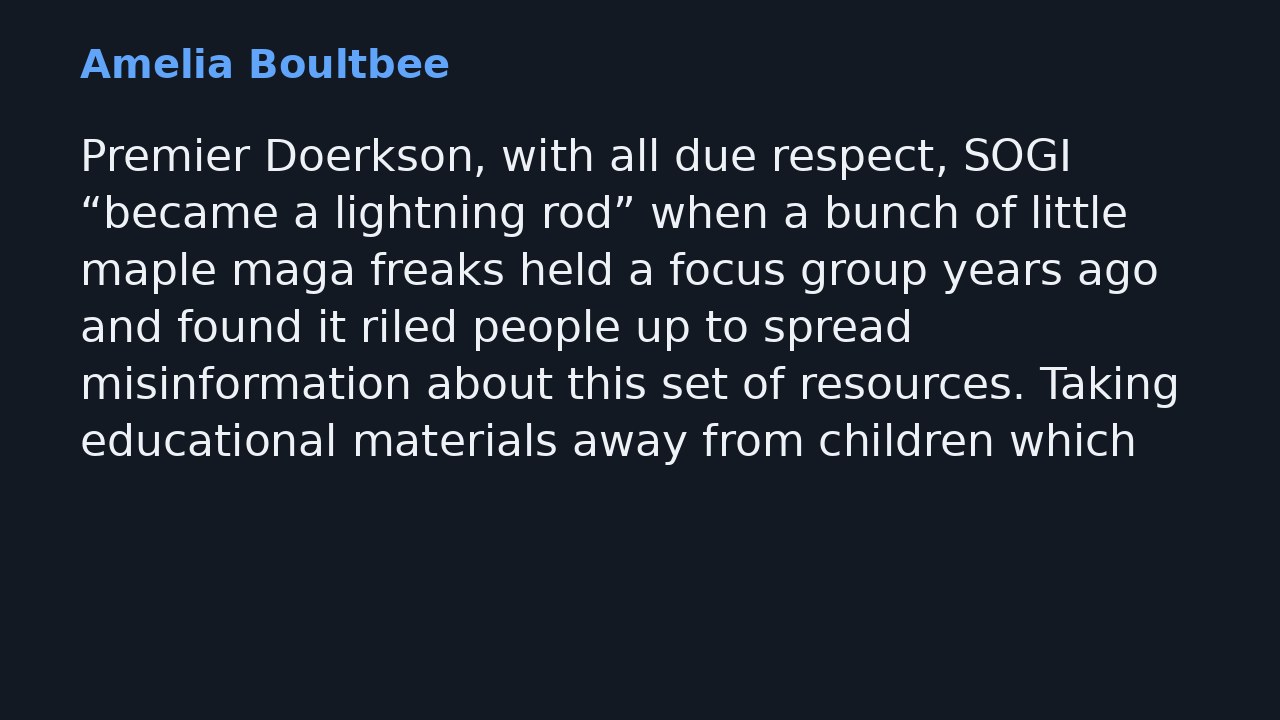 Amelia Boultbee
Premier Doerkson, with all due respect, SOGI
“became a lightning rod” when a bunch of little
maple maga freaks held a focus group years ago
and found it riled people up to spread
misinformation about this set of resources. Taking
educational materials away from children which